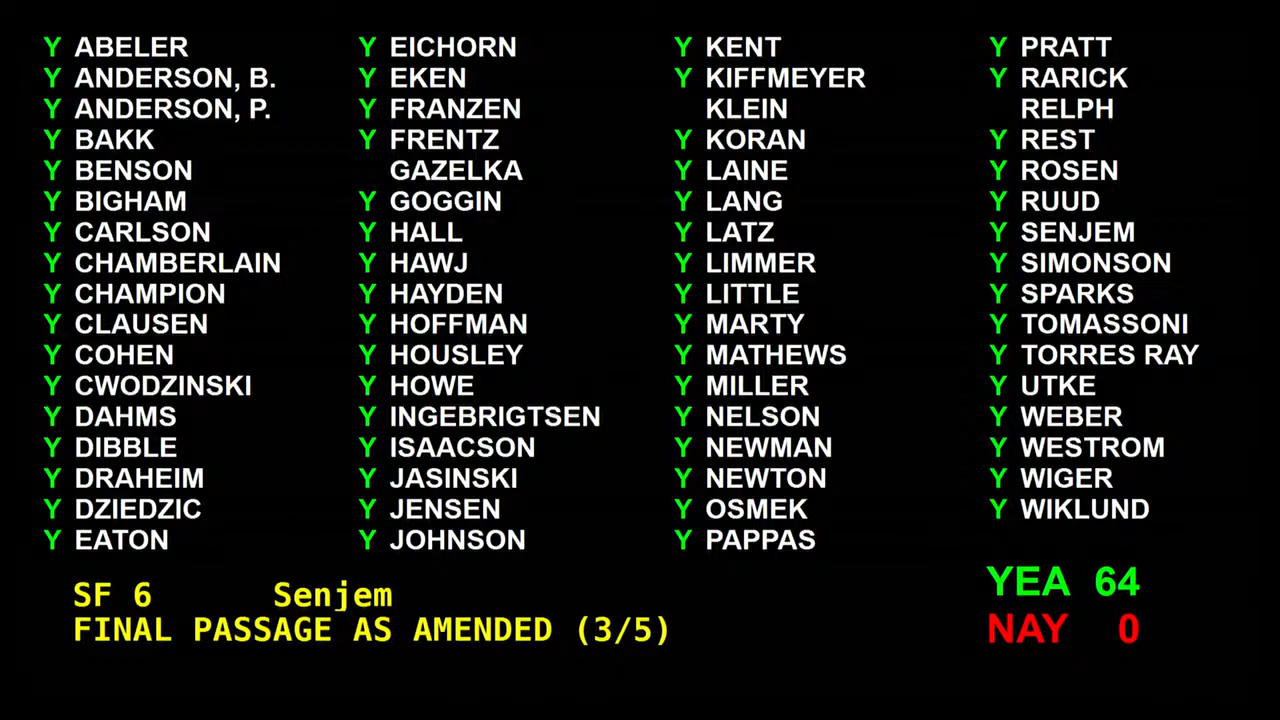 Y ABELER
Y ANDERSON, B.
Y ANDERSON, P.
Y BAKK
Y BENSON
Y BIGHAM
Y CARLSON
Y CHAMBERLAIN
Y CHAMPION
Y CLAUSEN
Y COHEN
Y CWODZINSKI
Y DAHMS
Y DIBBLE
Y DRAHEIM
Y DZIEDZIC
Y EATON
Y EICHORN
Y EKEN
Y FRANZEN
Y FRENTZ
GAZELKA
Y GOGGIN
Y HALL
Y HAWJ
Y HAYDEN
Y HOFFMAN
Y HOUSLEY
Y HOWE
Y INGEBRIGTSEN
Y ISAACSON
Y JASINSKI
Y JENSEN
Y JOHNSON
Y KENT
Y KIFFMEYER
KLEIN
Y KORAN
Y LAINE
Y LANG
Y LATZ
Y LIMMER
Y LITTLE
Y MARTY
Y MATHEWS
Y MILLER
Y NELSON
Y NEWMAN
Y NEWTON
Y OSMEK
Y PAPPAS
Y PRATT
Y RARICK
RELPH
Y REST
Y ROSEN
Y RUUD
Y SENJEM
Y SIMONSON
Y SPARKS
Y TOMASSONI
Y TORRES RAY
Y UTKE
Y WEBER
Y WESTROM
Y WIGER
Y WIKLUND
SF 6 Senjem
FINAL PASSAGE AS AMENDED (3/5)
YEA 64
NAY 0